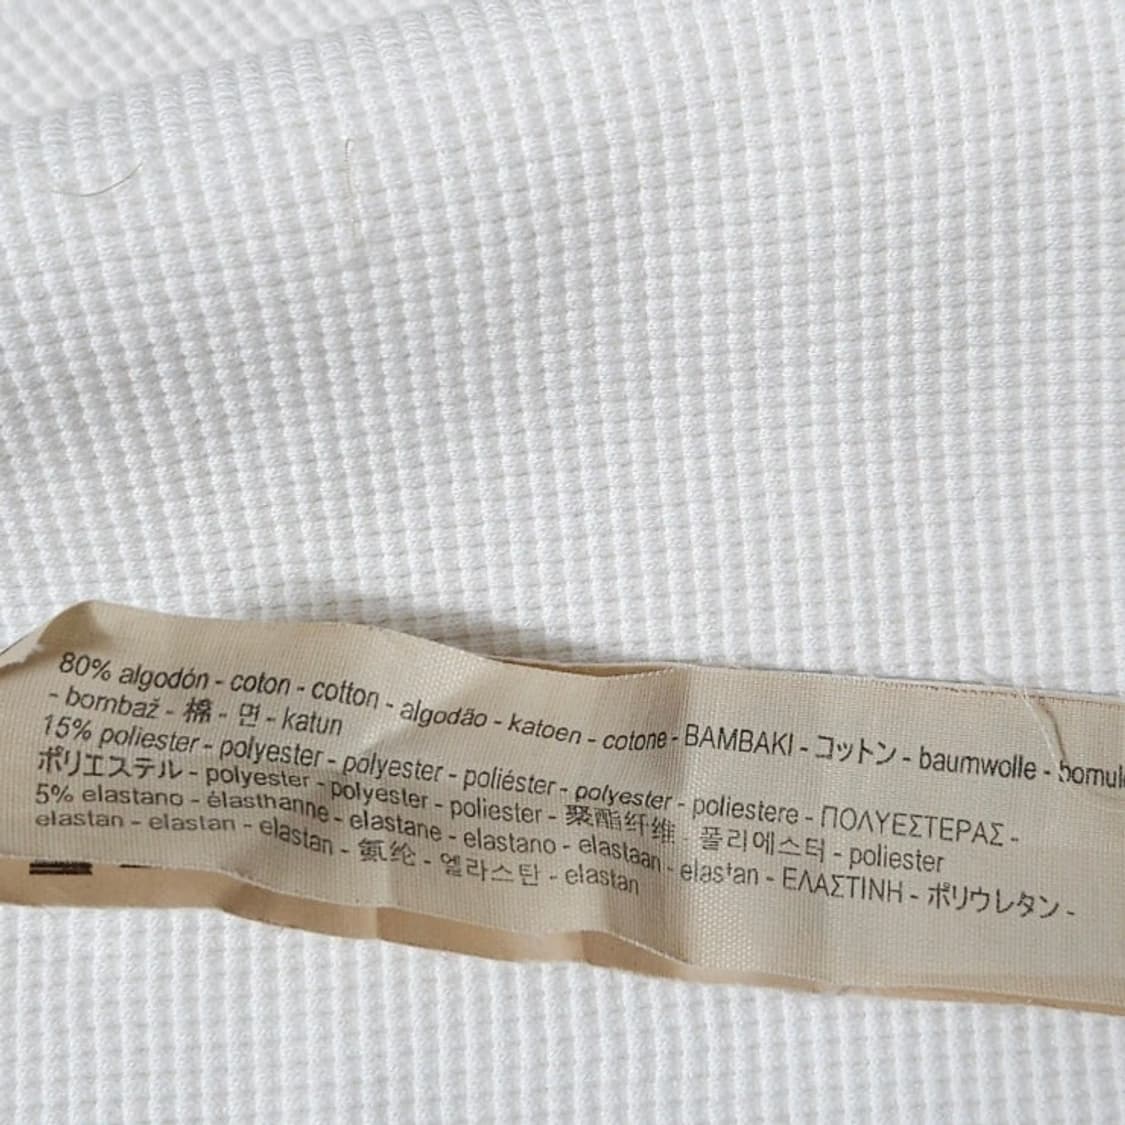 80% algodón - coton - cotton - algodão - katoen - cotone - BAMBAKI - コットン - baumwolle -
- bombaž - 棉 - 면 - katun
15% poliester - polyester - polyester - poliéster - polyester - poliestere - ΠΟΛΥΕΣΤΕΡΑΣ -
ポリエステル - polyester - polyester - poliester - 聚酯纤维 - 폴리에스터 - poliester
5% elastano - élasthanne - elastane - elastano - elastaan - elastan - ΕΛΑΣΤΙΝΗ - ポリウレタン -
elastan - elastan - elastan - 氨纶 - 엘라스탄 - elastan